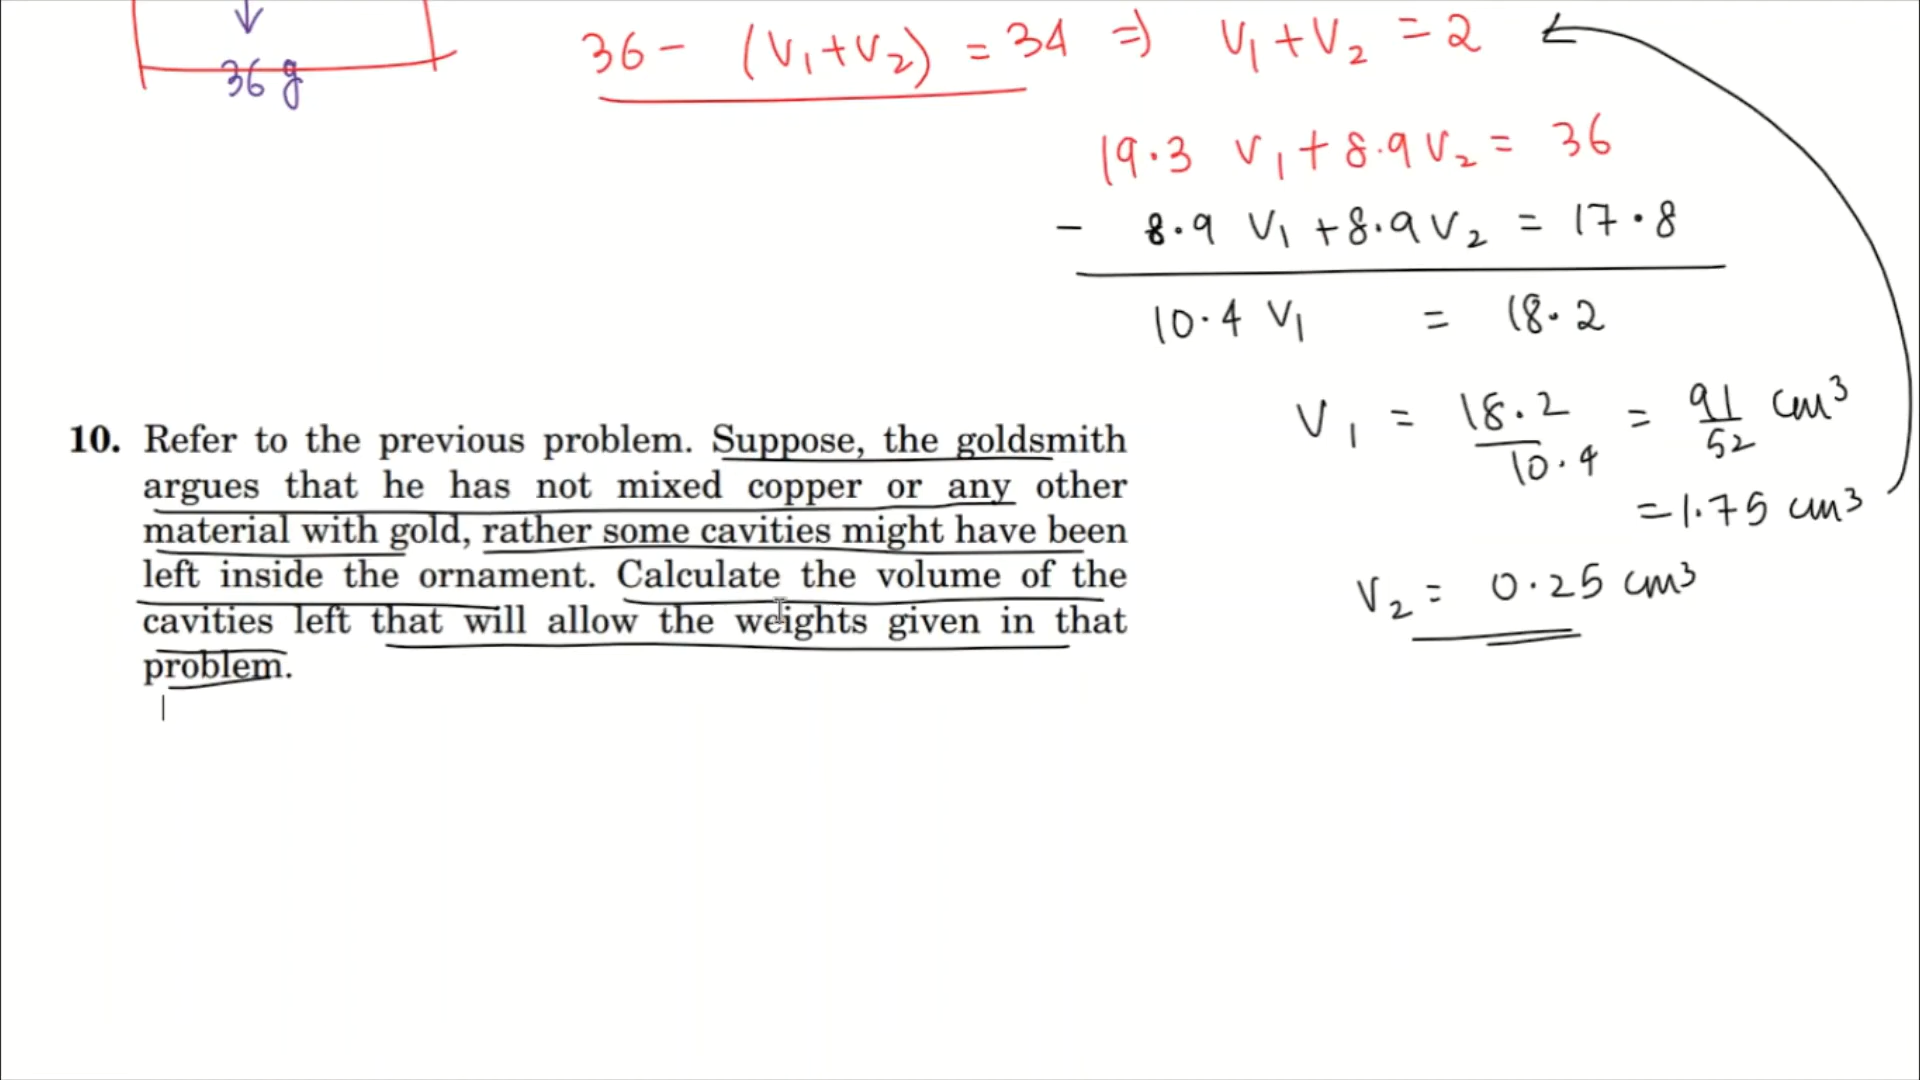 36 g
36 - (V₁+V₂) = 34 => V₁+V₂ = 2
19.3 V₁+8.9V₂ = 36
- 8.9 V₁+8.9V₂ = 17.8
10.4 V₁ = 18.2
V₁ = 18.2/10.4 = 91/52 cm³
=1.75 cm³
V₂ = 0.25 cm³
10. Refer to the previous problem. Suppose, the goldsmith
argues that he has not mixed copper or any other
material with gold, rather some cavities might have been
left inside the ornament. Calculate the volume of the
cavities left that will allow the weights given in that
problem.